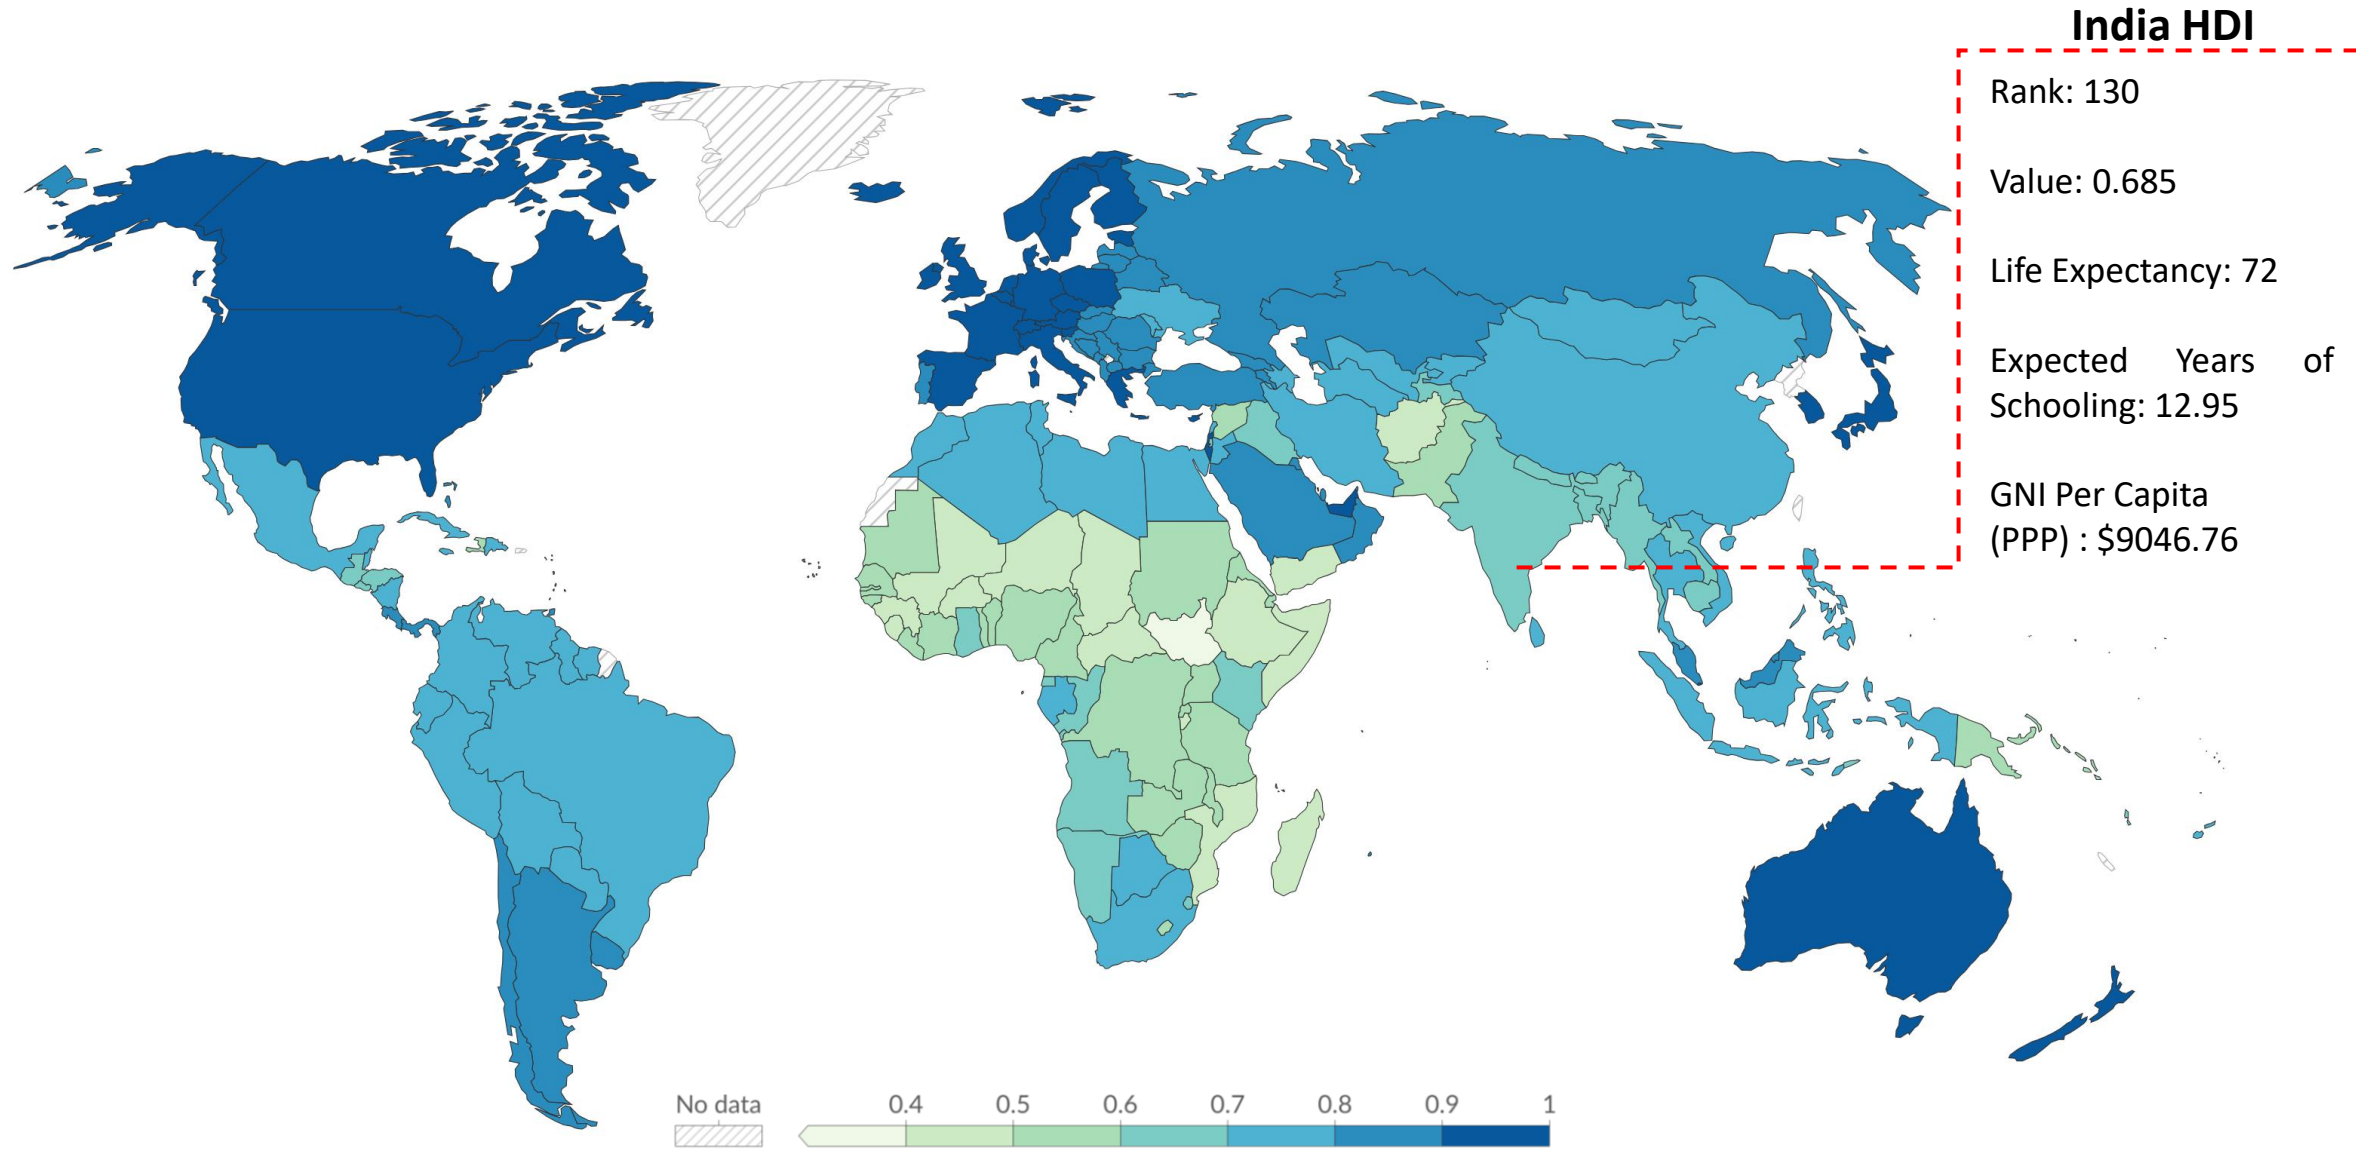 India HDI
Rank: 130
Value: 0.685
Life Expectancy: 72
Expected Years of
Schooling: 12.95
GNI Per Capita
(PPP) : $9046.76
No data 0.4 0.5 0.6 0.7 0.8 0.9 1